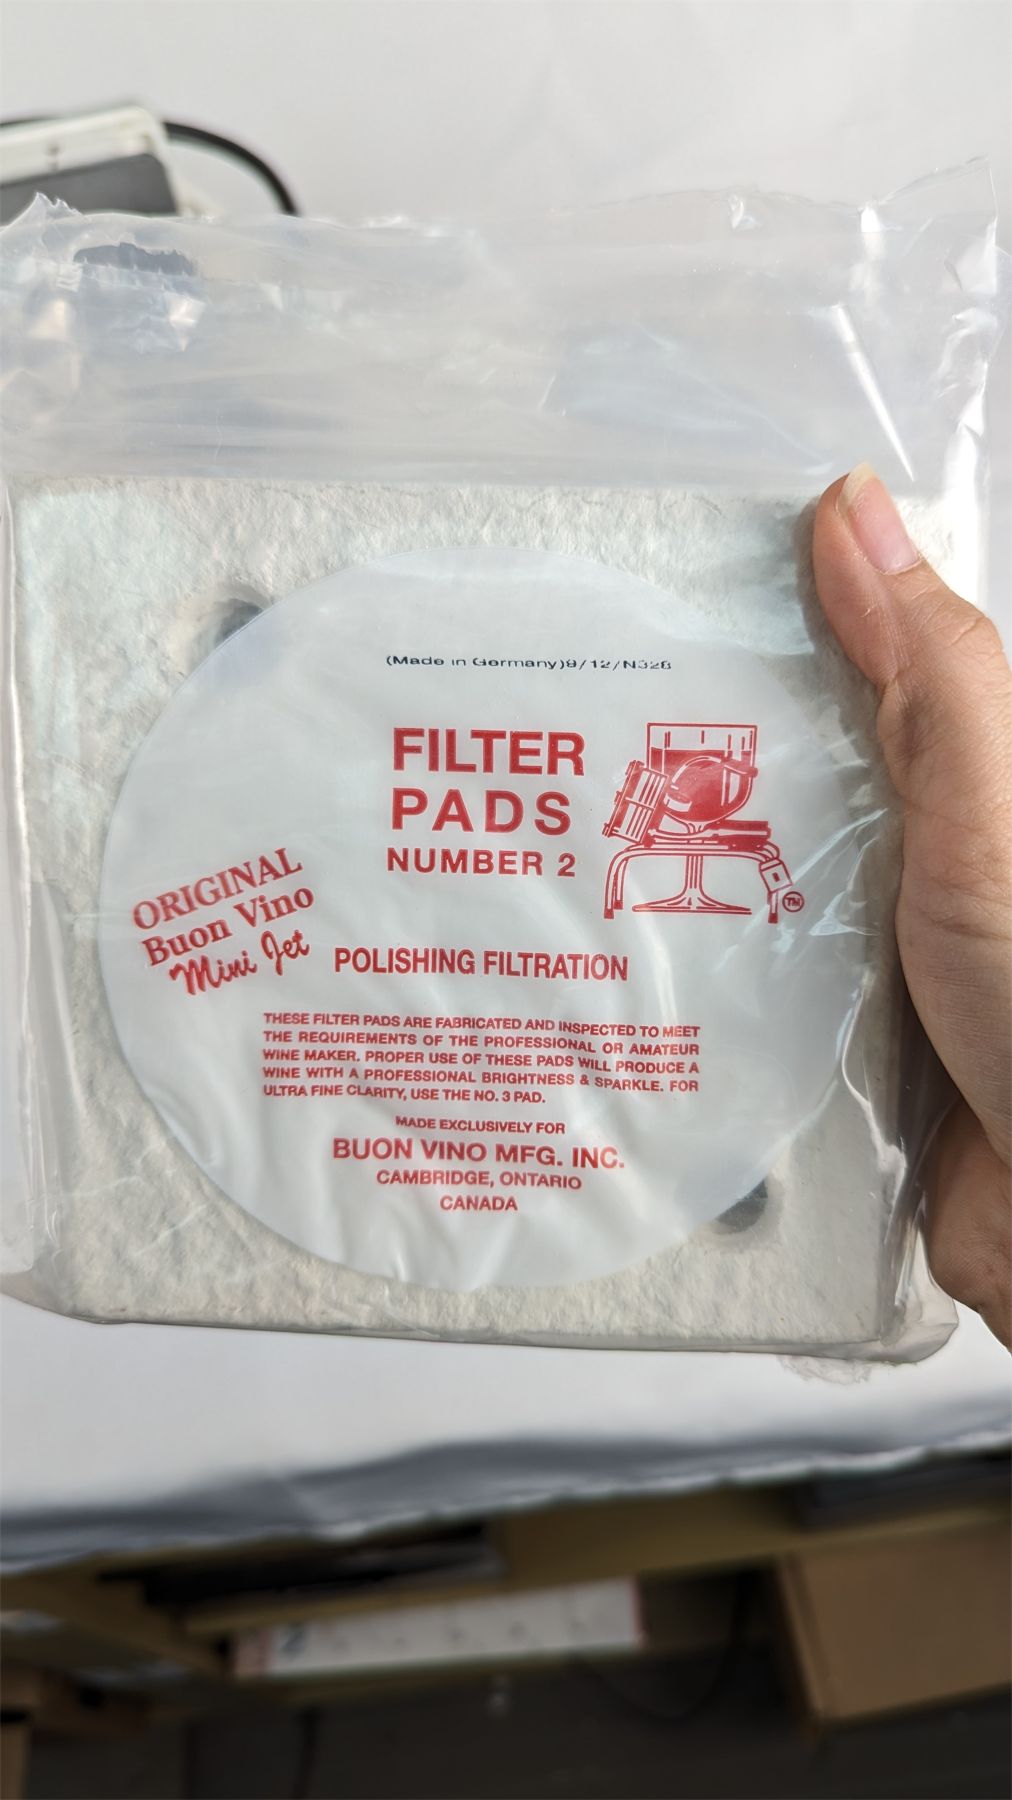 (Made in Germany)9/12/N328
FILTER
PADS
NUMBER 2
TM
ORIGINAL
Buon Vino
Mini Jet
POLISHING FILTRATION
THESE FILTER PADS ARE FABRICATED AND INSPECTED TO MEET
THE REQUIREMENTS OF THE PROFESSIONAL OR AMATEUR
WINE MAKER. PROPER USE OF THESE PADS WILL PRODUCE A
WINE WITH A PROFESSIONAL BRIGHTNESS & SPARKLE. FOR
ULTRA FINE CLARITY, USE THE NO. 3 PAD.
MADE EXCLUSIVELY FOR
BUON VINO MFG. INC.
CAMBRIDGE, ONTARIO
CANADA